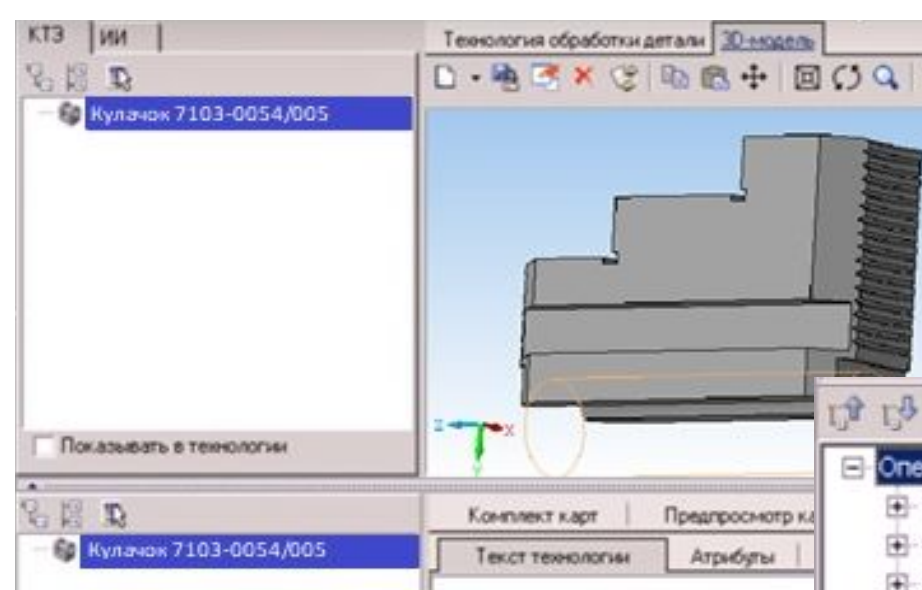 КТЭ ИИ
Технология обработки детали 3D-модель
Кулачок 7103-0054/005
Показывать в технологии
z x
y
Опе
Комплект карт Предпросмотр ка
Кулачок 7103-0054/005
Текст технологии Атрибуты